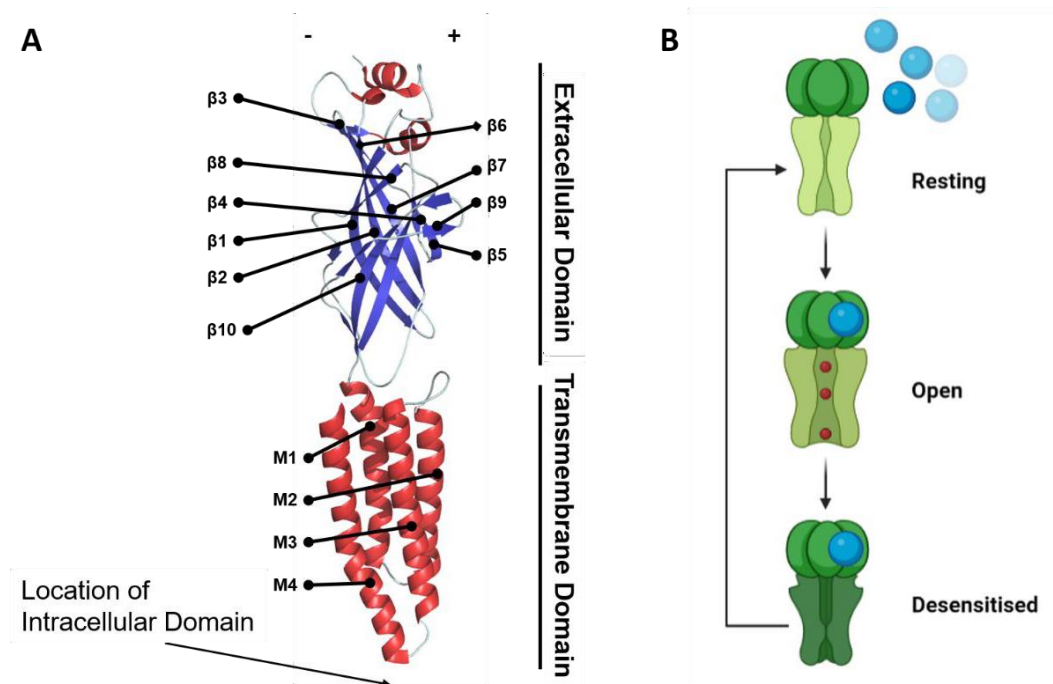 A
-
+
β3
β8
β4
β1
β2
β10
β6
β7
β9
β5
Extracellular Domain
M1
M2
M3
M4
Transmembrane Domain
Location of
Intracellular Domain
B
Resting
Open
Desensitised